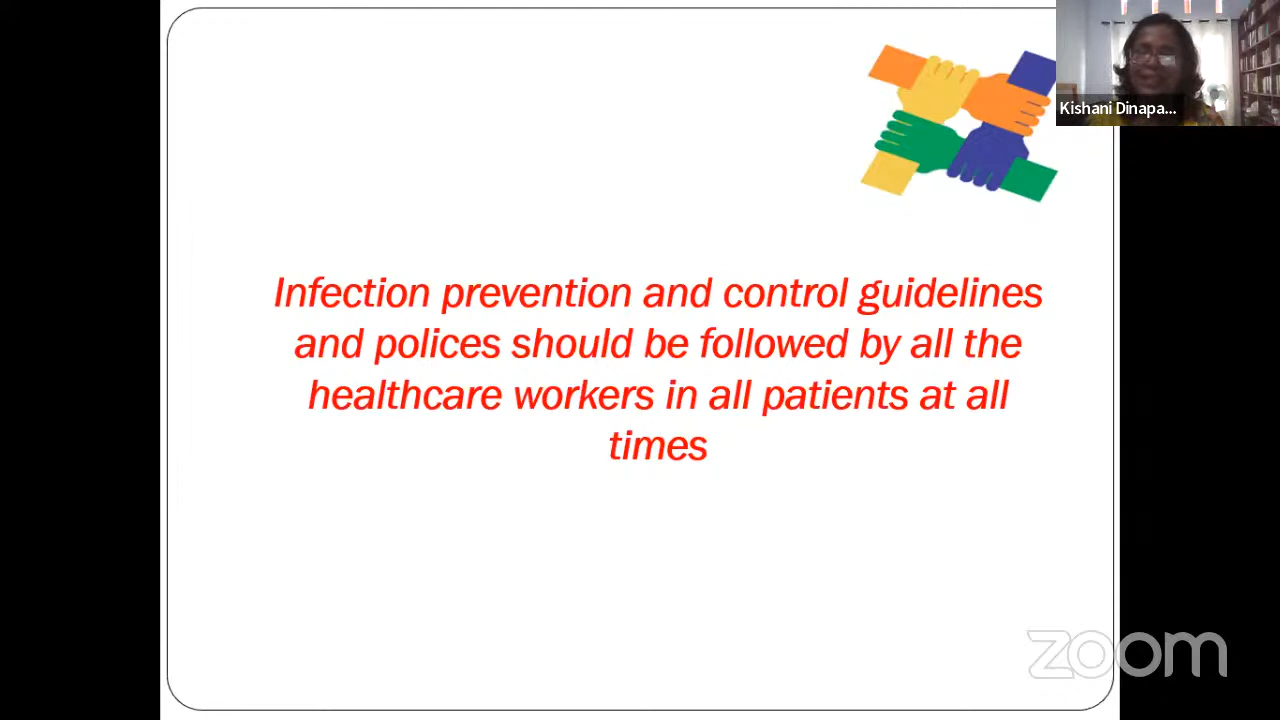 Kishani Dinapa...
Infection prevention and control guidelines
and polices should be followed by all the
healthcare workers in all patients at all
times
zoom